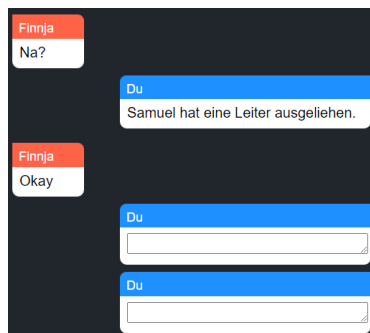 Finnja
Na?
Du
Samuel hat eine Leiter ausgeliehen.
Finnja
Okay
Du
Du